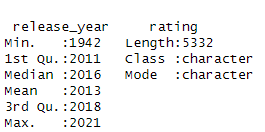 release_year rating
Min. :1942 Length:5332
1st Qu.:2011 Class :character
Median :2016 Mode :character
Mean :2013
3rd Qu.:2018
Max. :2021